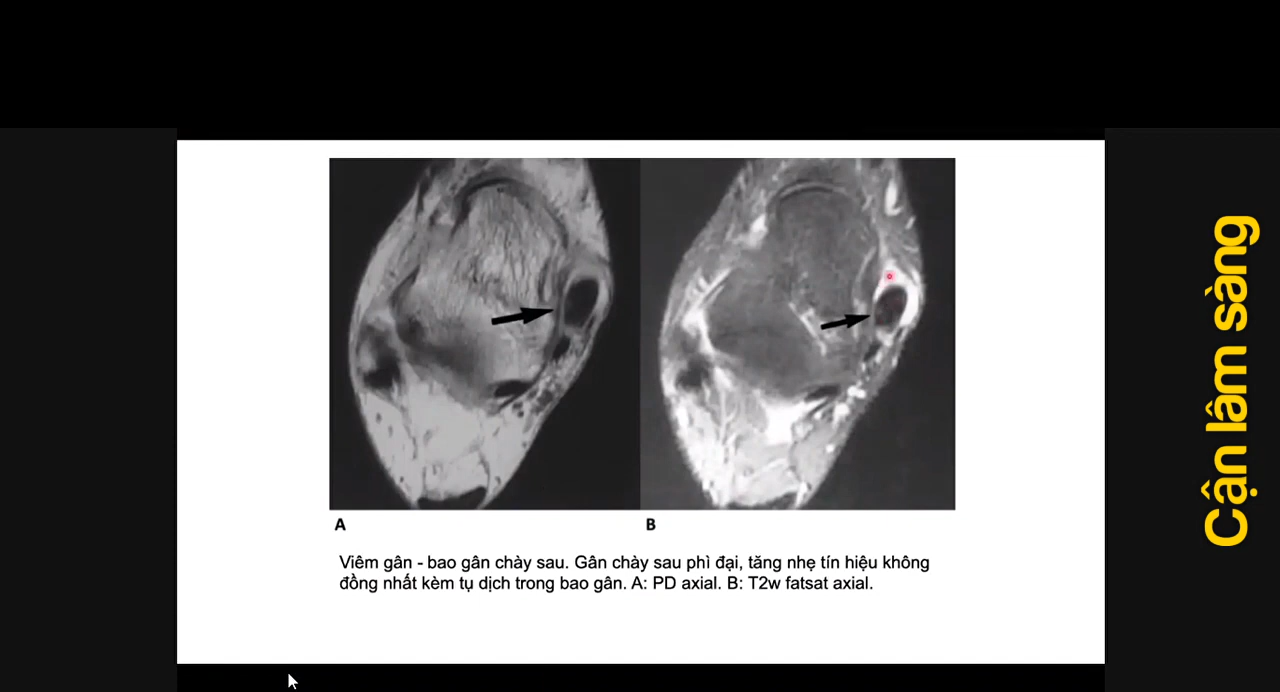 A
B
Viêm gân - bao gân chày sau. Gân chày sau phì đại, tăng nhẹ tín hiệu không
đồng nhất kèm tụ dịch trong bao gân. A: PD axial. B: T2w fatsat axial.
Cận lâm sàng